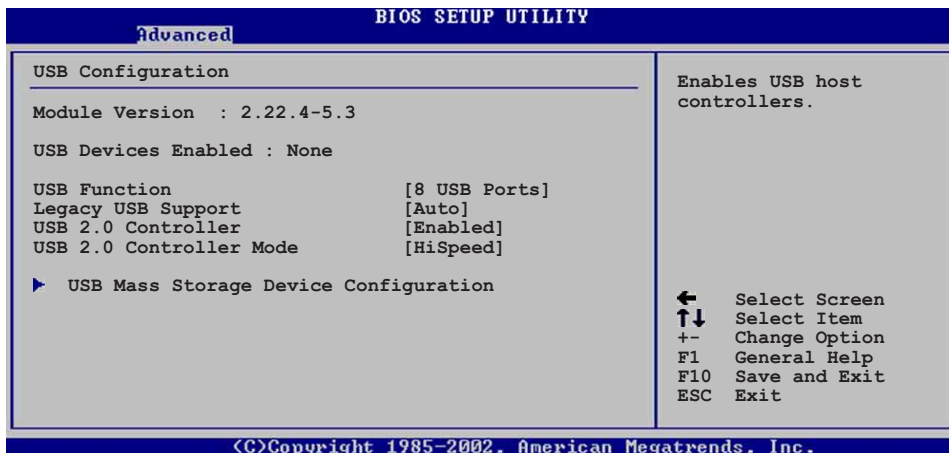 BIOS SETUP UTILITY
Advanced
USB Configuration
Module Version : 2.22.4-5.3
USB Devices Enabled : None
USB Function [8 USB Ports]
Legacy USB Support [Auto]
USB 2.0 Controller [Enabled]
USB 2.0 Controller Mode [HiSpeed]
USB Mass Storage Device Configuration
Enables USB host
controllers.
← Select Screen
↑↓ Select Item
+- Change Option
F1 General Help
F10 Save and Exit
ESC Exit
(C)Copyright 1985-2002, American Megatrends, Inc.